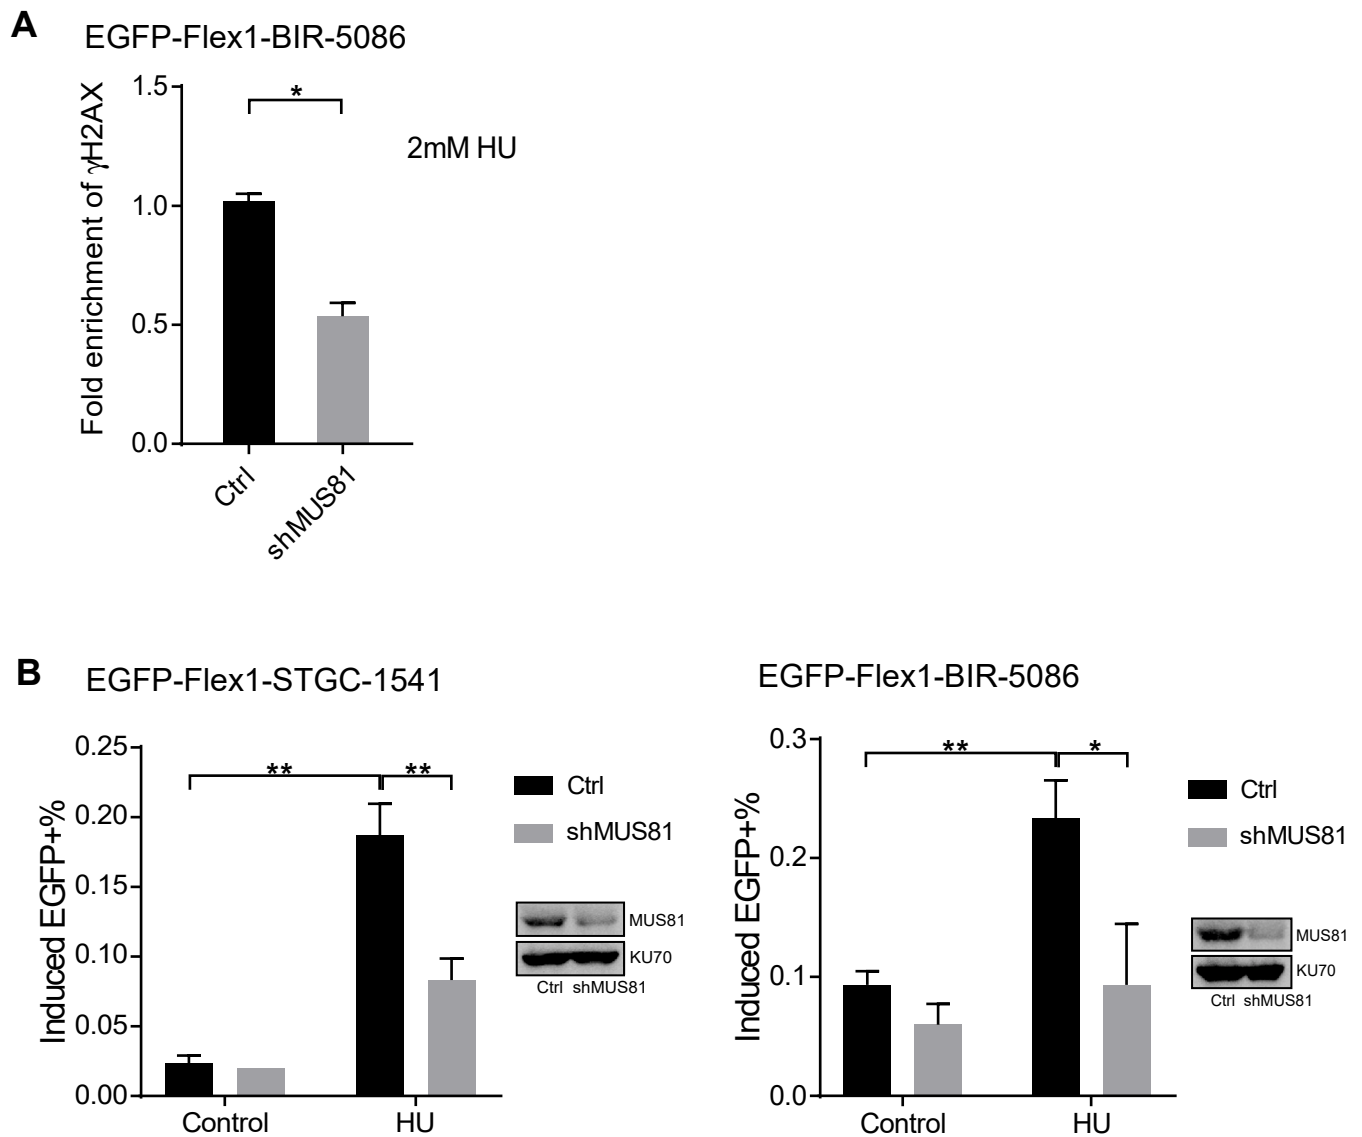 A
EGFP-Flex1-BIR-5086
Fold enrichment of γH2AX
1.5
1.0
0.5
0.0
*
2mM HU
Ctrl
shMUS81
B
EGFP-Flex1-STGC-1541
Induced EGFP+%
0.25
0.20
0.15
0.10
0.05
0.00
**
**
Control
HU
Ctrl
shMUS81
MUS81
KU70
Ctrl shMUS81
EGFP-Flex1-BIR-5086
Induced EGFP+%
0.3
0.2
0.1
0.0
**
*
Control
HU
Ctrl
shMUS81
MUS81
KU70
Ctrl shMUS81